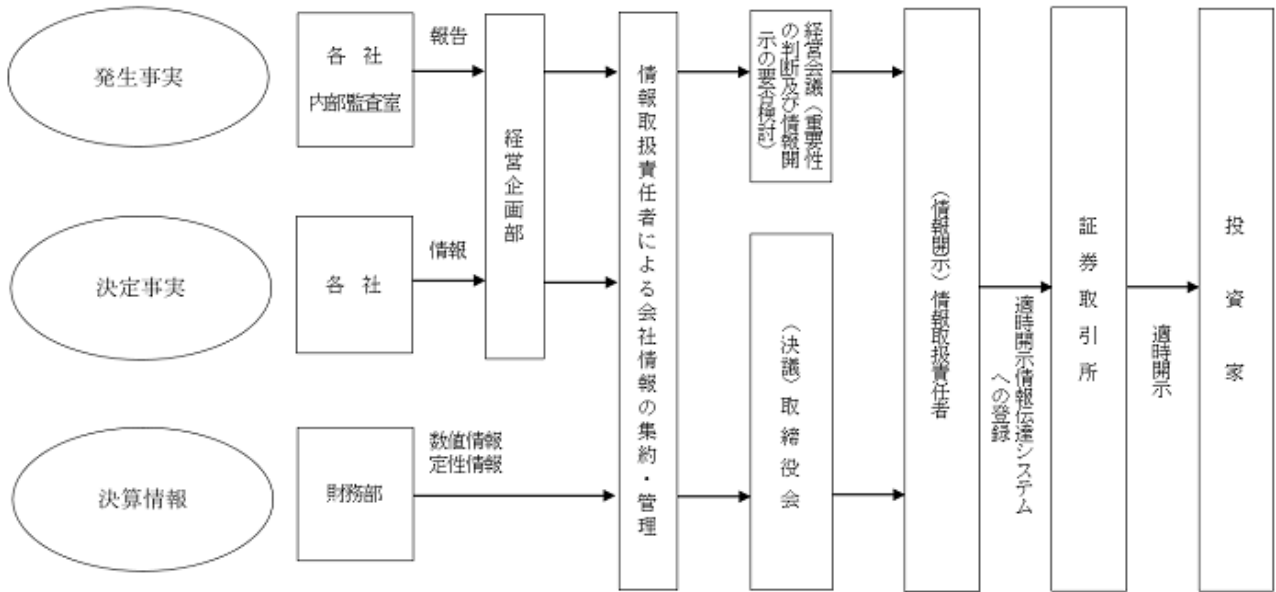 発生事実
各 社
内部監査室
報告
決定事実
各 社
情報
決算情報
財務部
数値情報
定性情報
経営企画部
情報取扱責任者による会社情報の集約・管理
経営会議（重要性
の判断及び情報開
示の要否検討）
（決議）取締役会
（情報開示）情報取扱責任者
適時開示情報伝達システム
への登録
証券取引所
適時開示
投資家